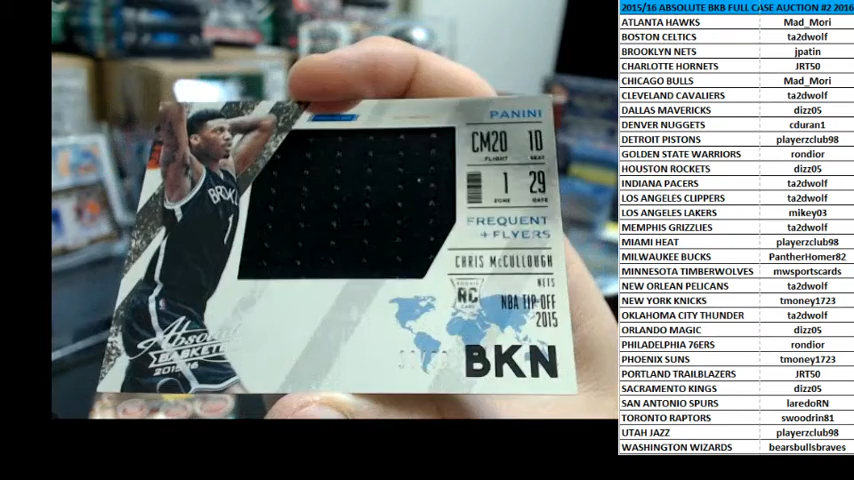 PANINI
CM20 10
FLIGHT SEAT
1 29
ZONE DATE
FREQUENT
+ FLYERS
CHRIS McCULLOUGH
NETS
ROOKIE
RC
CARD
NBA TIP-OFF
2015
BKN
BROOKL
1
Absolute
BASKETBALL
2015-16
2015/16 ABSOLUTE BKB FULL CASE AUCTION #2 2016
ATLANTA HAWKS Mad_Mori
BOSTON CELTICS ta2dwolf
BROOKLYN NETS jpatin
CHARLOTTE HORNETS JRT50
CHICAGO BULLS Mad_Mori
CLEVELAND CAVALIERS ta2dwolf
DALLAS MAVERICKS dizz05
DENVER NUGGETS cduran1
DETROIT PISTONS playerzclub98
GOLDEN STATE WARRIORS rondior
HOUSTON ROCKETS dizz05
INDIANA PACERS ta2dwolf
LOS ANGELES CLIPPERS ta2dwolf
LOS ANGELES LAKERS mikey03
MEMPHIS GRIZZLIES ta2dwolf
MIAMI HEAT playerzclub98
MILWAUKEE BUCKS PantherHomer82
MINNESOTA TIMBERWOLVES mwsportscards
NEW ORLEAN PELICANS ta2dwolf
NEW YORK KNICKS tmoney1723
OKLAHOMA CITY THUNDER ta2dwolf
ORLANDO MAGIC dizz05
PHILADELPHIA 76ERS rondior
PHOENIX SUNS tmoney1723
PORTLAND TRAILBLAZERS JRT50
SACRAMENTO KINGS dizz05
SAN ANTONIO SPURS laredoRN
TORONTO RAPTORS swoodrin81
UTAH JAZZ playerzclub98
WASHINGTON WIZARDS bearsbullsbraves